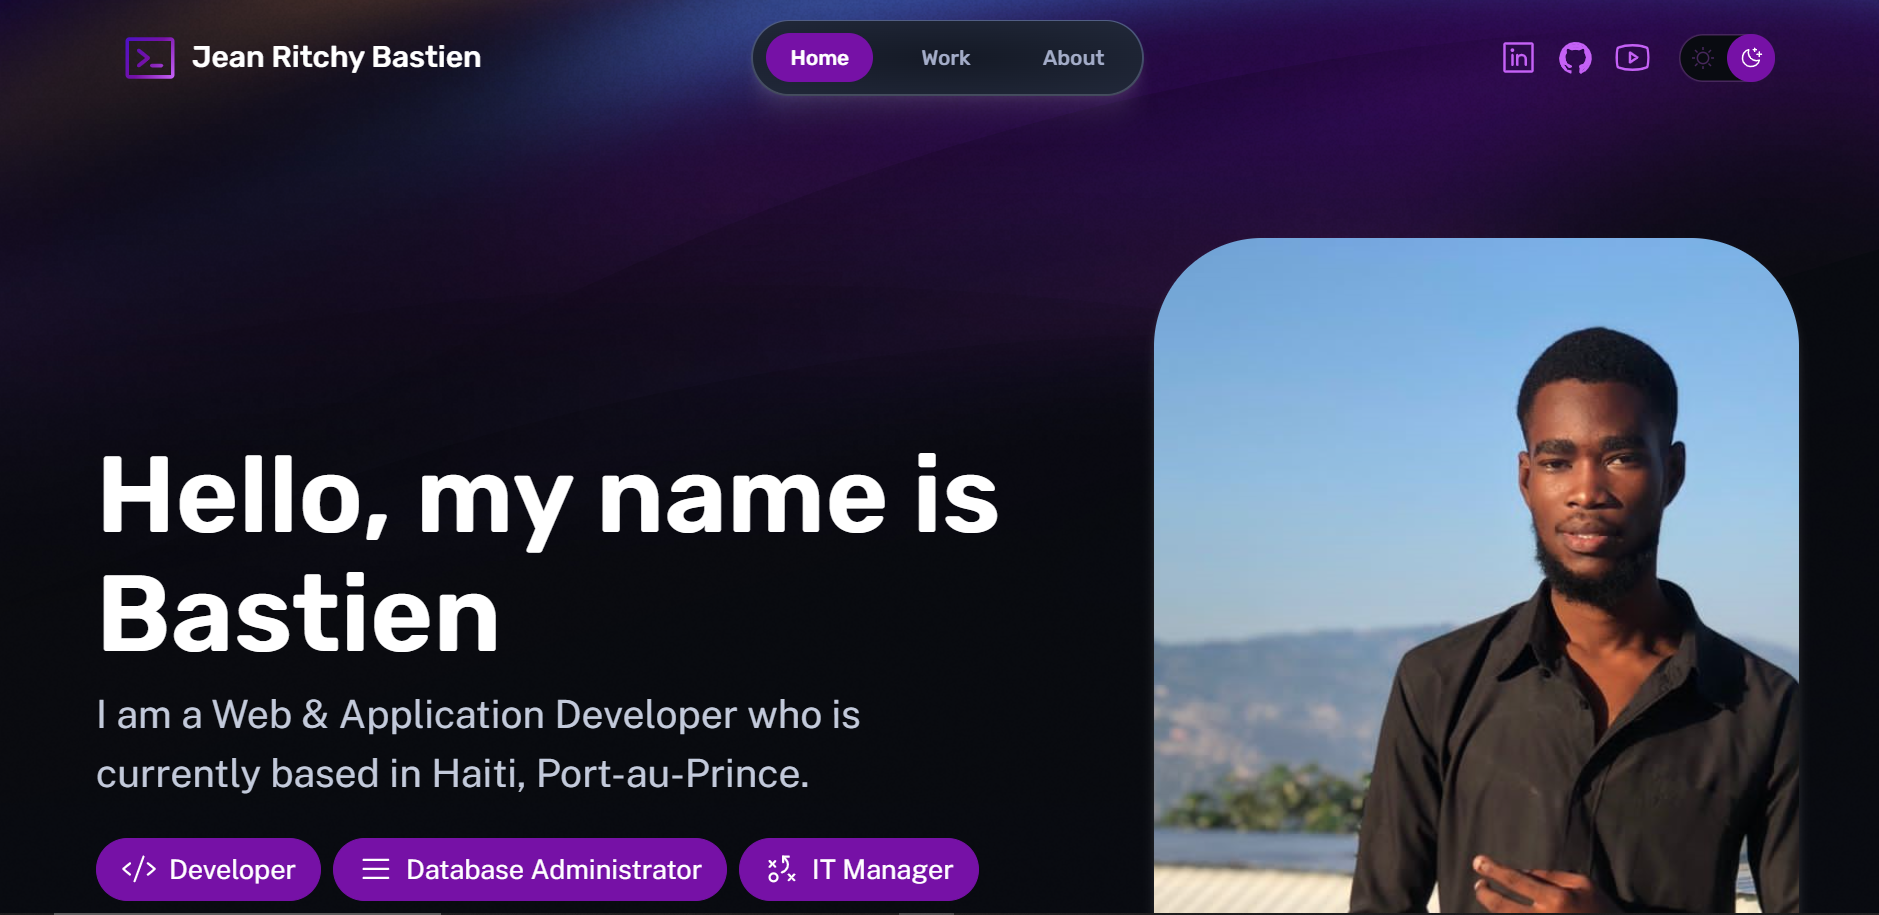 Jean Ritchy Bastien
Home
Work
About
Hello, my name is
Bastien
I am a Web & Application Developer who is
currently based in Haiti, Port-au-Prince.
Developer
Database Administrator
IT Manager